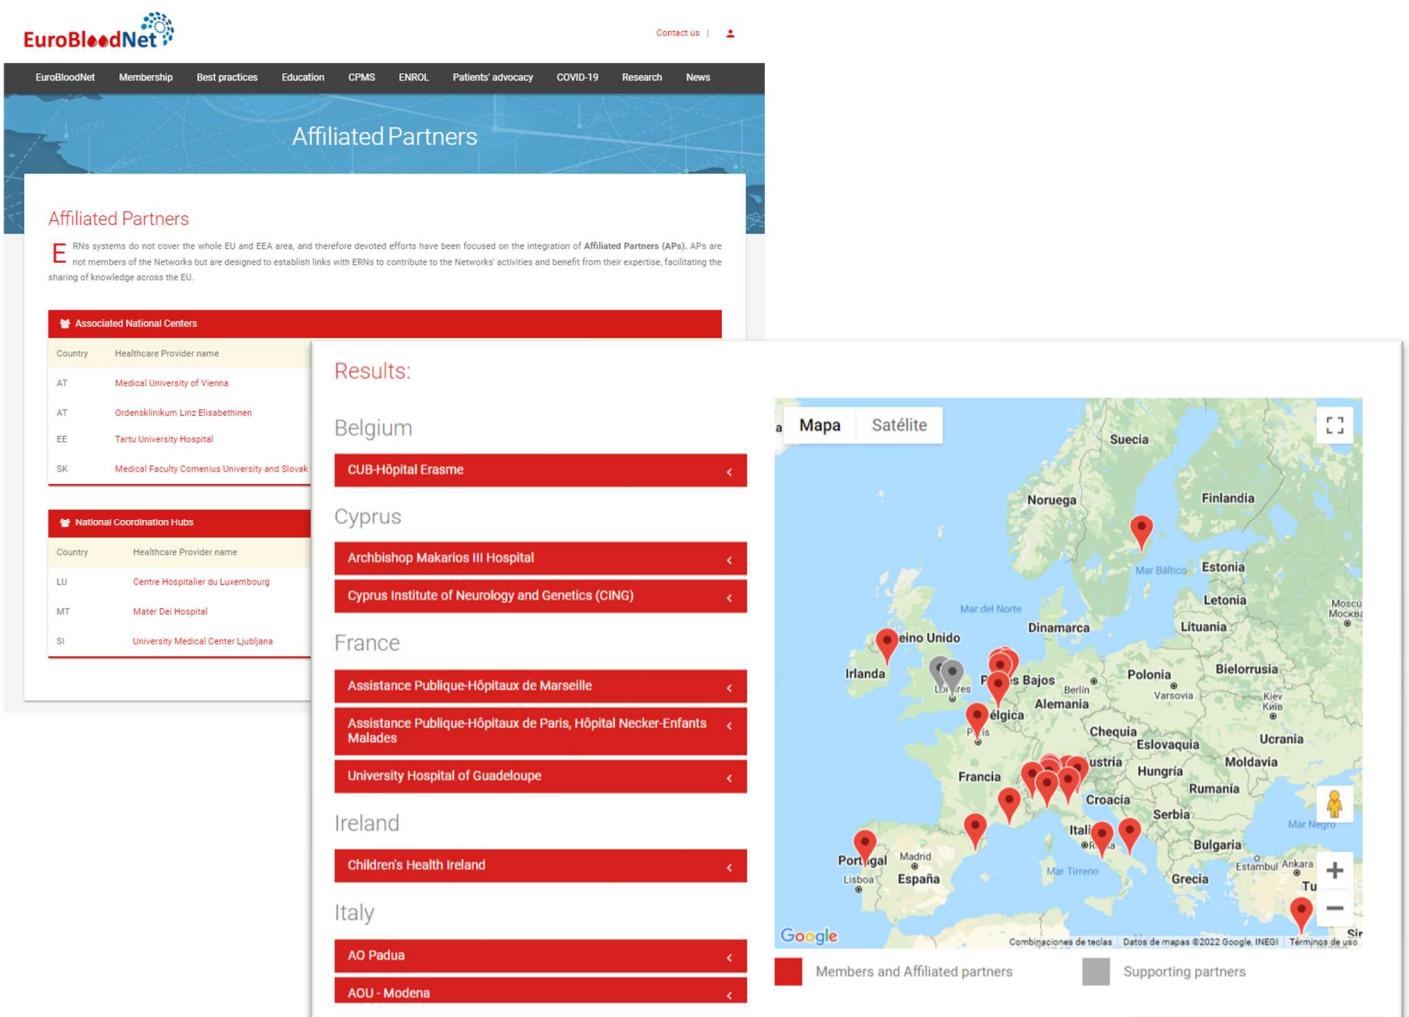 EuroBloodNet
Contact us |
EuroBloodNet Membership Best practices Education CPMS ENROL Patients' advocacy COVID-19 Research News
Affiliated Partners
Affiliated Partners
ERNs systems do not cover the whole EU and EEA area, and therefore devoted efforts have been focused on the integration of Affiliated Partners (APs). APs are
not members of the Networks but are designed to establish links with ERNs to contribute to the Networks' activities and benefit from their expertise, facilitating the
sharing of knowledge across the EU.
Associated National Centers
Country Healthcare Provider name
AT Medical University of Vienna
AT Ordensklinikum Linz Elisabethinen
EE Tartu University Hospital
SK Medical Faculty Comenius University and Slovak
National Coordination Hubs
Country Healthcare Provider name
LU Centre Hospitalier du Luxembourg
MT Mater Dei Hospital
SI University Medical Center Ljubljana
Results:
Belgium
CUB-Hôpital Erasme
Cyprus
Archbishop Makarios III Hospital
Cyprus Institute of Neurology and Genetics (CING)
France
Assistance Publique-Hôpitaux de Marseille
Assistance Publique-Hôpitaux de Paris, Hôpital Necker-Enfants
Malades
University Hospital of Guadeloupe
Ireland
Children's Health Ireland
Italy
AO Padua
AOU - Modena
Mapa Satélite
Suecia
Noruega
Finlandia
Mar Báltico
Estonia
Letonia
Moscú
Москва
Mar del Norte
Dinamarca
Lituania
eino Unido
Irlanda
Bielorrusia
Polonia
s Bajos
Berlín
Varsovia
Alemania
Kiev
Київ
élgica
Chequia
Eslovaquia
Ucrania
ustria
Moldavia
Francia
Hungría
Rumanía
Croacia
Serbia
Mar Negro
Itali
Bulgaria
Portugal
Madrid
Estambul
Ankara
Lisboa
España
Mar Tirreno
Grecia
Tu
Sir
Google
Combinaciones de teclas Datos de mapas ©2022 Google, INEGI Términos de uso
Members and Affiliated partners Supporting partners